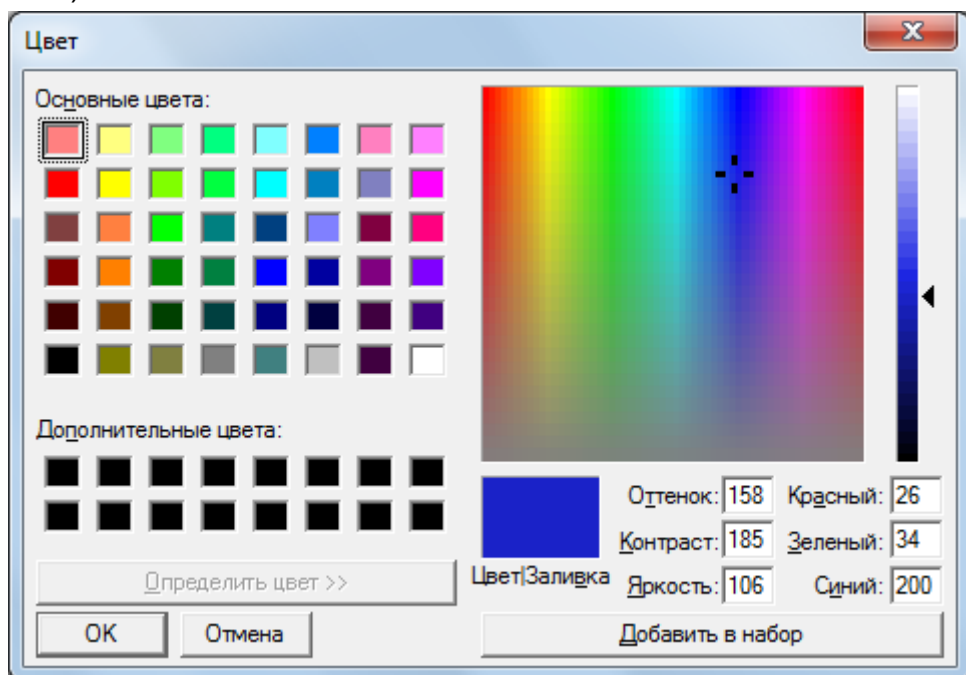 Цвет
Основные цвета:
Дополнительные цвета:
Определить цвет >>
OK
Отмена
Цвет|Заливка
Оттенок: 158
Контраст: 185
Яркость: 106
Красный: 26
Зеленый: 34
Синий: 200
Добавить в набор